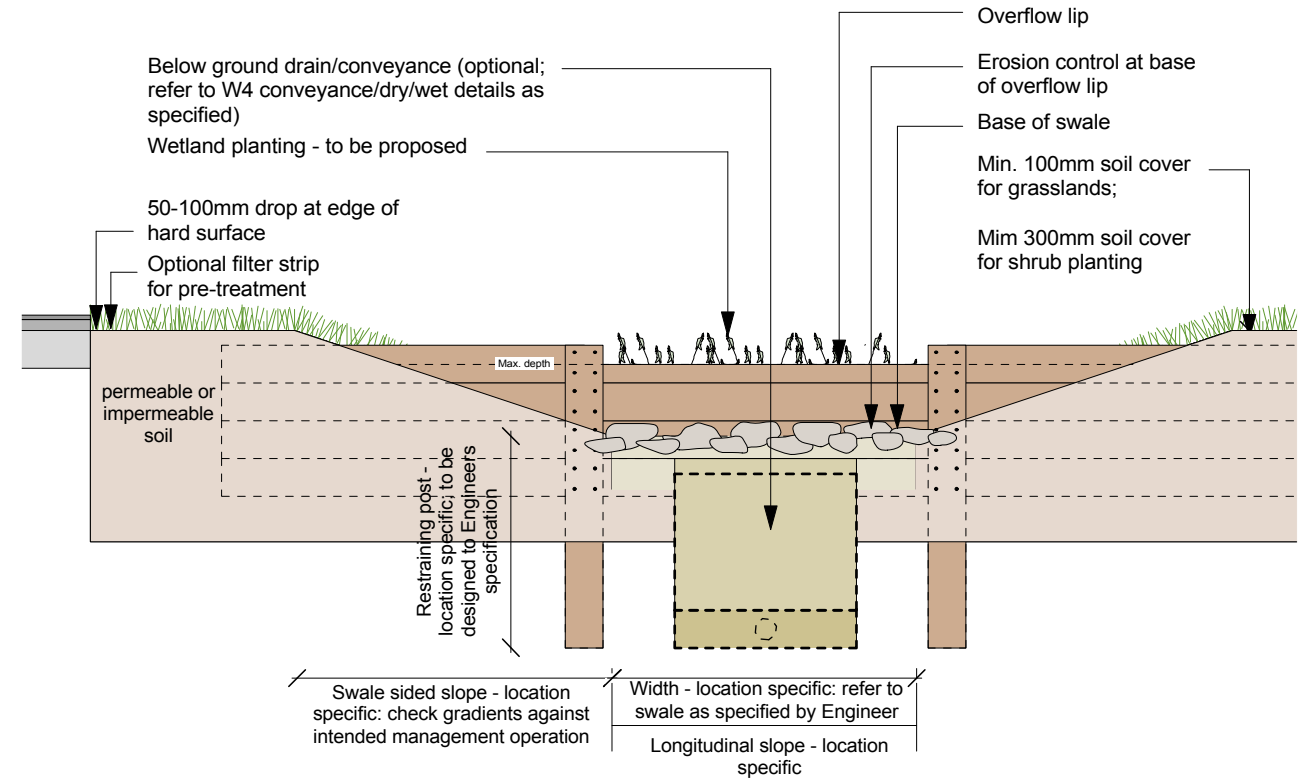 Below ground drain/conveyance (optional;
refer to W4 conveyance/dry/wet details as
specified)
Wetland planting - to be proposed
50-100mm drop at edge of
hard surface
Optional filter strip
for pre-treatment
Overflow lip
Erosion control at base
of overflow lip
Base of swale
Min. 100mm soil cover
for grasslands;
Mim 300mm soil cover
for shrub planting
Max. depth
permeable or
impermeable
soil
Restraining post -
location specific; to be
designed to Engineers
specification
Swale sided slope - location
specific: check gradients against
intended management operation
Width - location specific: refer to
swale as specified by Engineer
Longitudinal slope - location
specific